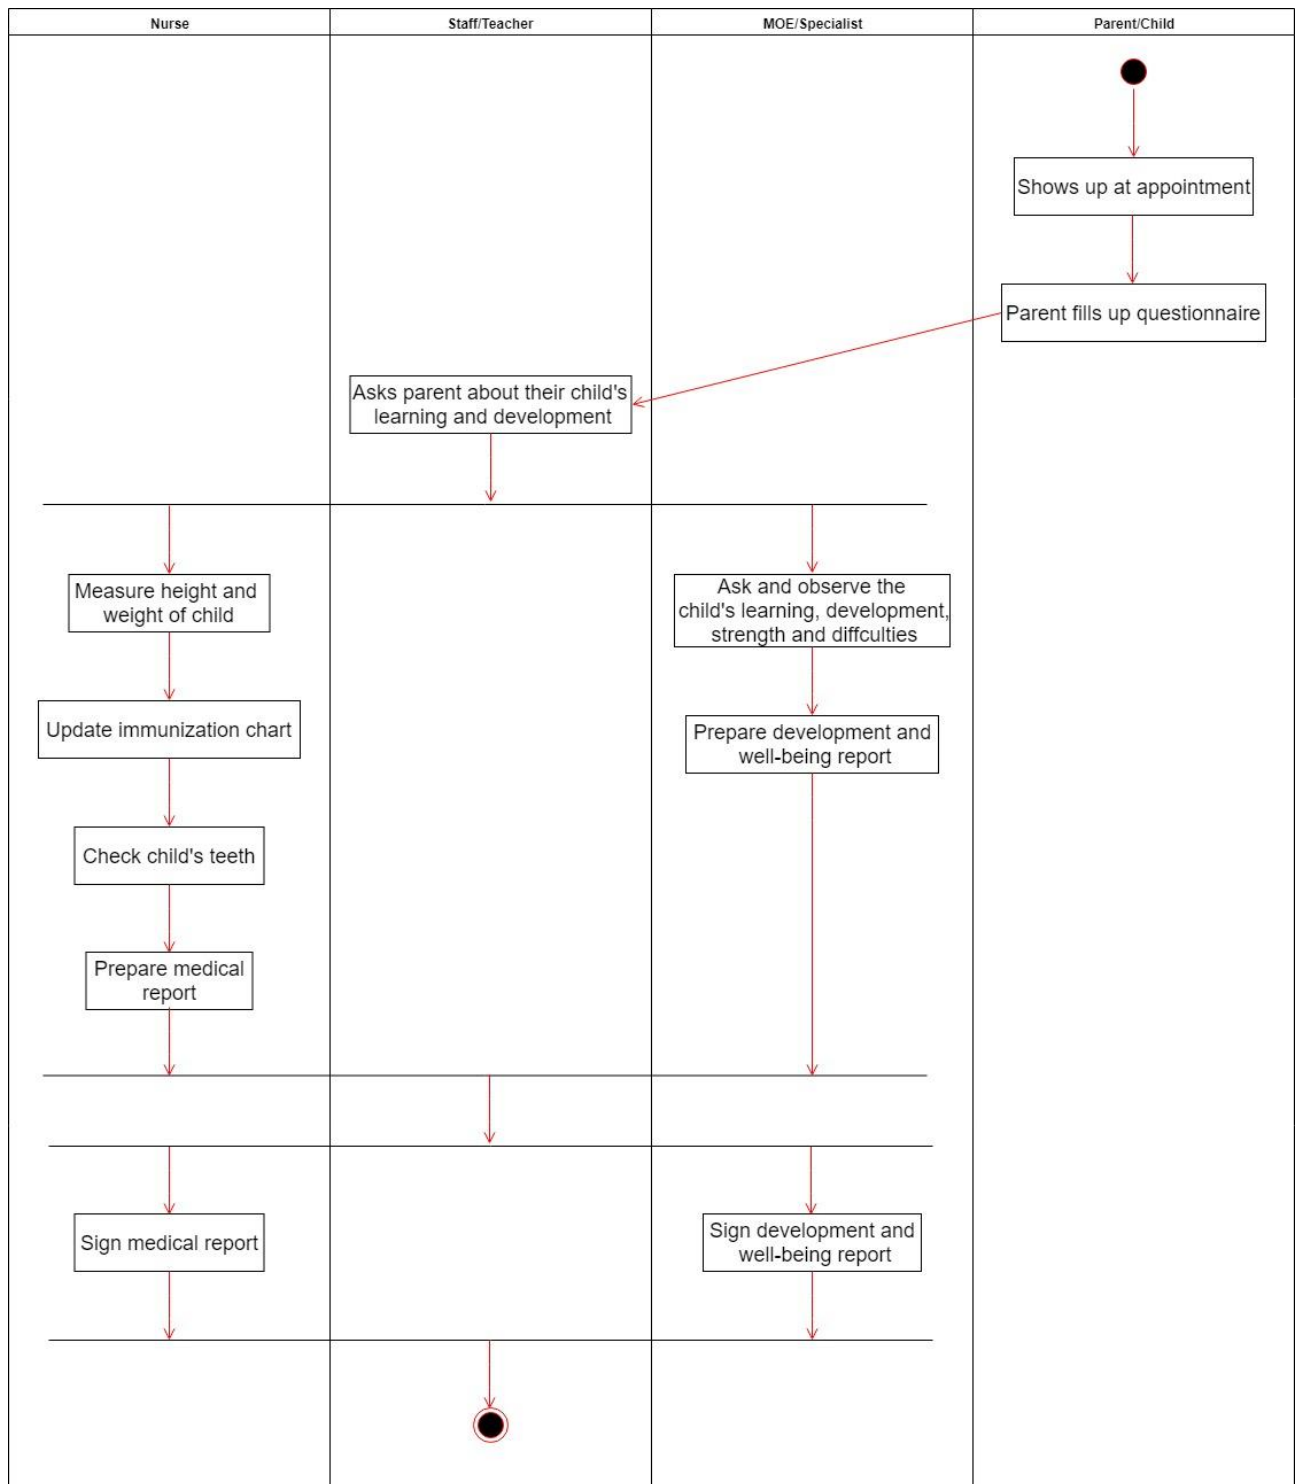 Nurse
Staff/Teacher
MOE/Specialist
Parent/Child
Shows up at appointment
Parent fills up questionnaire
Asks parent about their child's
learning and development
Measure height and
weight of child
Ask and observe the
child's learning, development,
strength and diffculties
Update immunization chart
Prepare development and
well-being report
Check child's teeth
Prepare medical
report
Sign medical report
Sign development and
well-being report